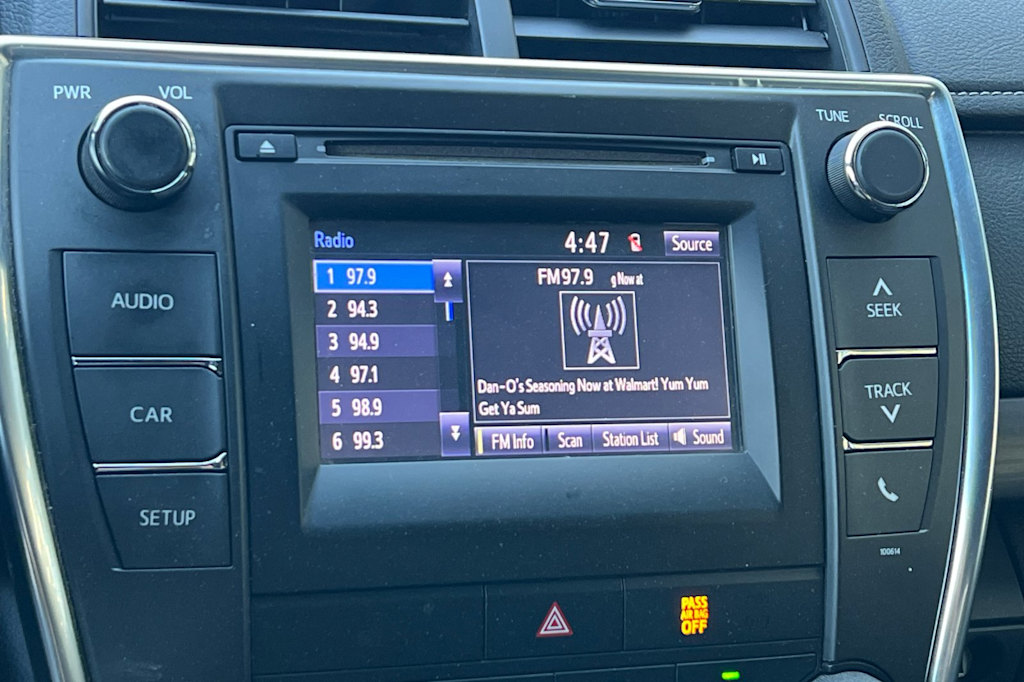 PWR VOL
TUNE SCROLL
Radio 4:47 Source
1 97.9
2 94.3
3 94.9
4 97.1
5 98.9
6 99.3
FM97.9 g Now at
Dan-O's Seasoning Now at Walmart! Yum Yum
Get Ya Sum
FM Info Scan Station List Sound
AUDIO
CAR
SETUP
SEEK
TRACK
100614
PASS
AIR BAG
OFF